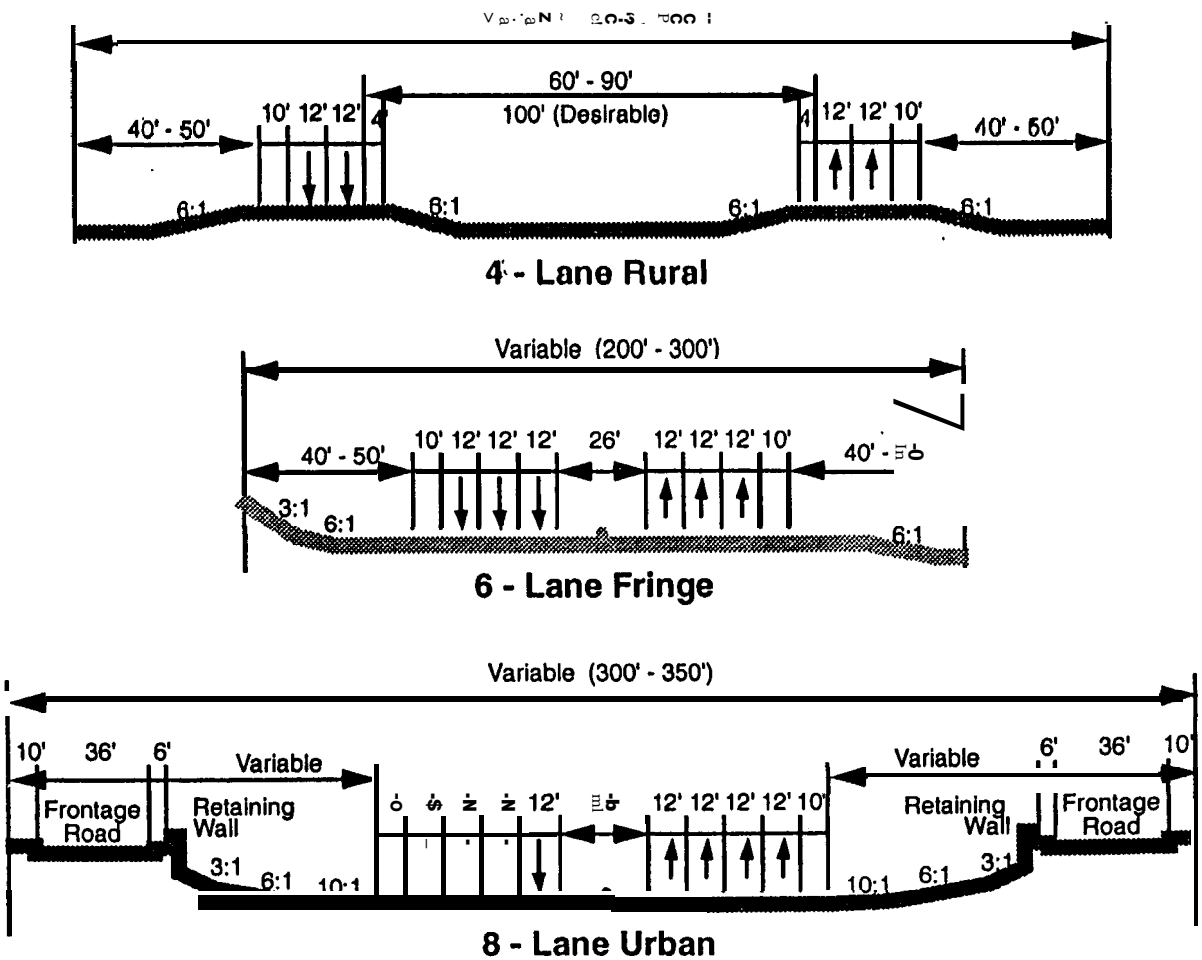 60' - 90'
100' (Desirable)
10' 12' 12' 4'
4 12' 12' 10'
40' - 50'
40' - 50'
6:1 6:1 6:1 6:1
4 - Lane Rural
Variable (200' - 300')
10' 12' 12' 12' 26' 12' 12' 12' 10'
40' - 50' 40' -
3:1 6:1 6:1
6 - Lane Fringe
Variable (300' - 350')
10' 36' 6' Variable Variable 6' 36' 10'
Frontage Road
Retaining Wall
12' 12' 12' 12' 12' 10'
Retaining Wall
Frontage Road
3:1 6:1 10:1 10:1 6:1 3:1
8 - Lane Urban